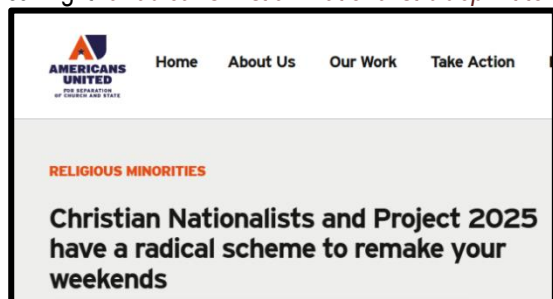 AMERICANS
UNITED
FOR SEPARATION
OF CHURCH AND STATE
Home About Us Our Work Take Action
RELIGIOUS MINORITIES
Christian Nationalists and Project 2025
have a radical scheme to remake your
weekends